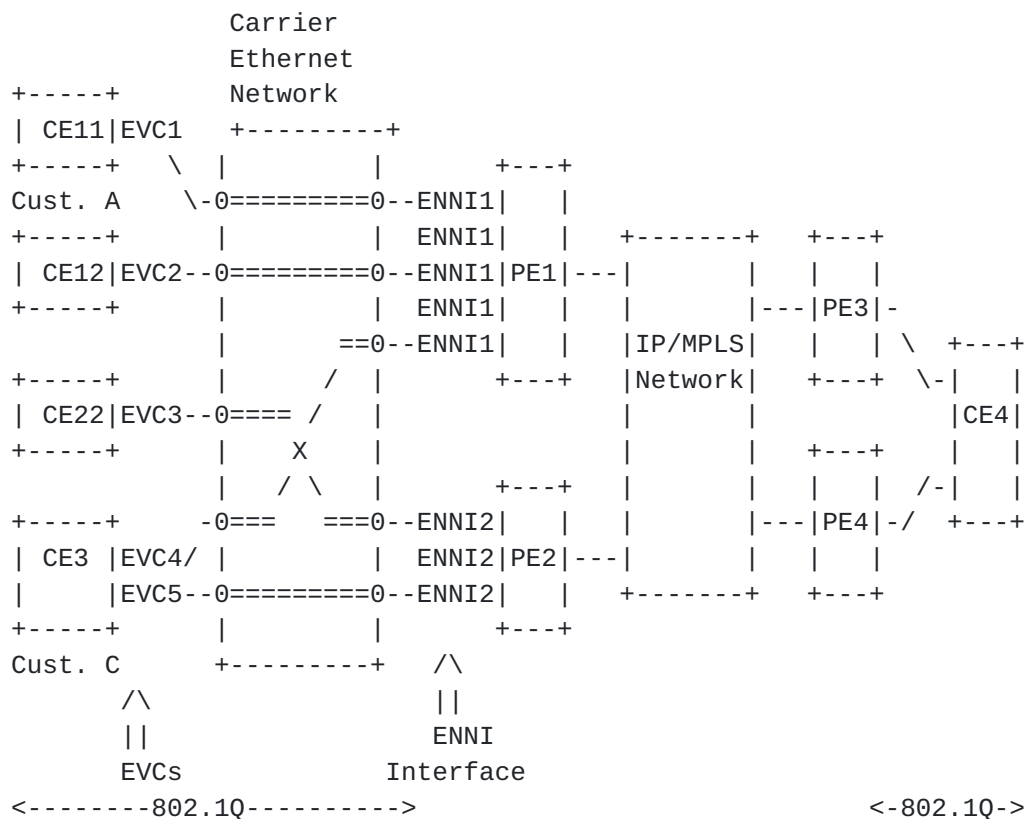 Carrier
                  Ethernet
+-----+           Network
| CE11|EVC1    +---------+
+-----+   \   |          |        +---+
Cust. A    \-0=========0--ENNI1|   |
+-----+       |         |  ENNI1|   |   +-------+   +---+
| CE12|EVC2--0=========0--ENNI1|PE1|---|       |   |   |
+-----+       |         |  ENNI1|   |   |       |---|PE3|-
              |       ==0--ENNI1|   |   |IP/MPLS|   |   | \  +---+
+-----+       |      /  |       +---+   |Network|   +---+  \-|   |
| CE22|EVC3--0==== /   |               |       |            |CE4|
+-----+       |    X    |               |       |   +---+    |   |
              |   / \   |       +---+   |       |   |   |  /-|   |
+-----+     -0===   ===0--ENNI2|   |   |       |---|PE4|-/  +---+
| CE3 |EVC4/ |         |  ENNI2|PE2|---|       |   |   |
|     |EVC5--0=========0--ENNI2|   |   +-------+   +---+
+-----+       |         |       +---+
Cust. C      +---------+   /\
       /\                  ||
       ||                  ENNI
       EVCs             Interface
<--------802.1Q---------->                             <-802.1Q->